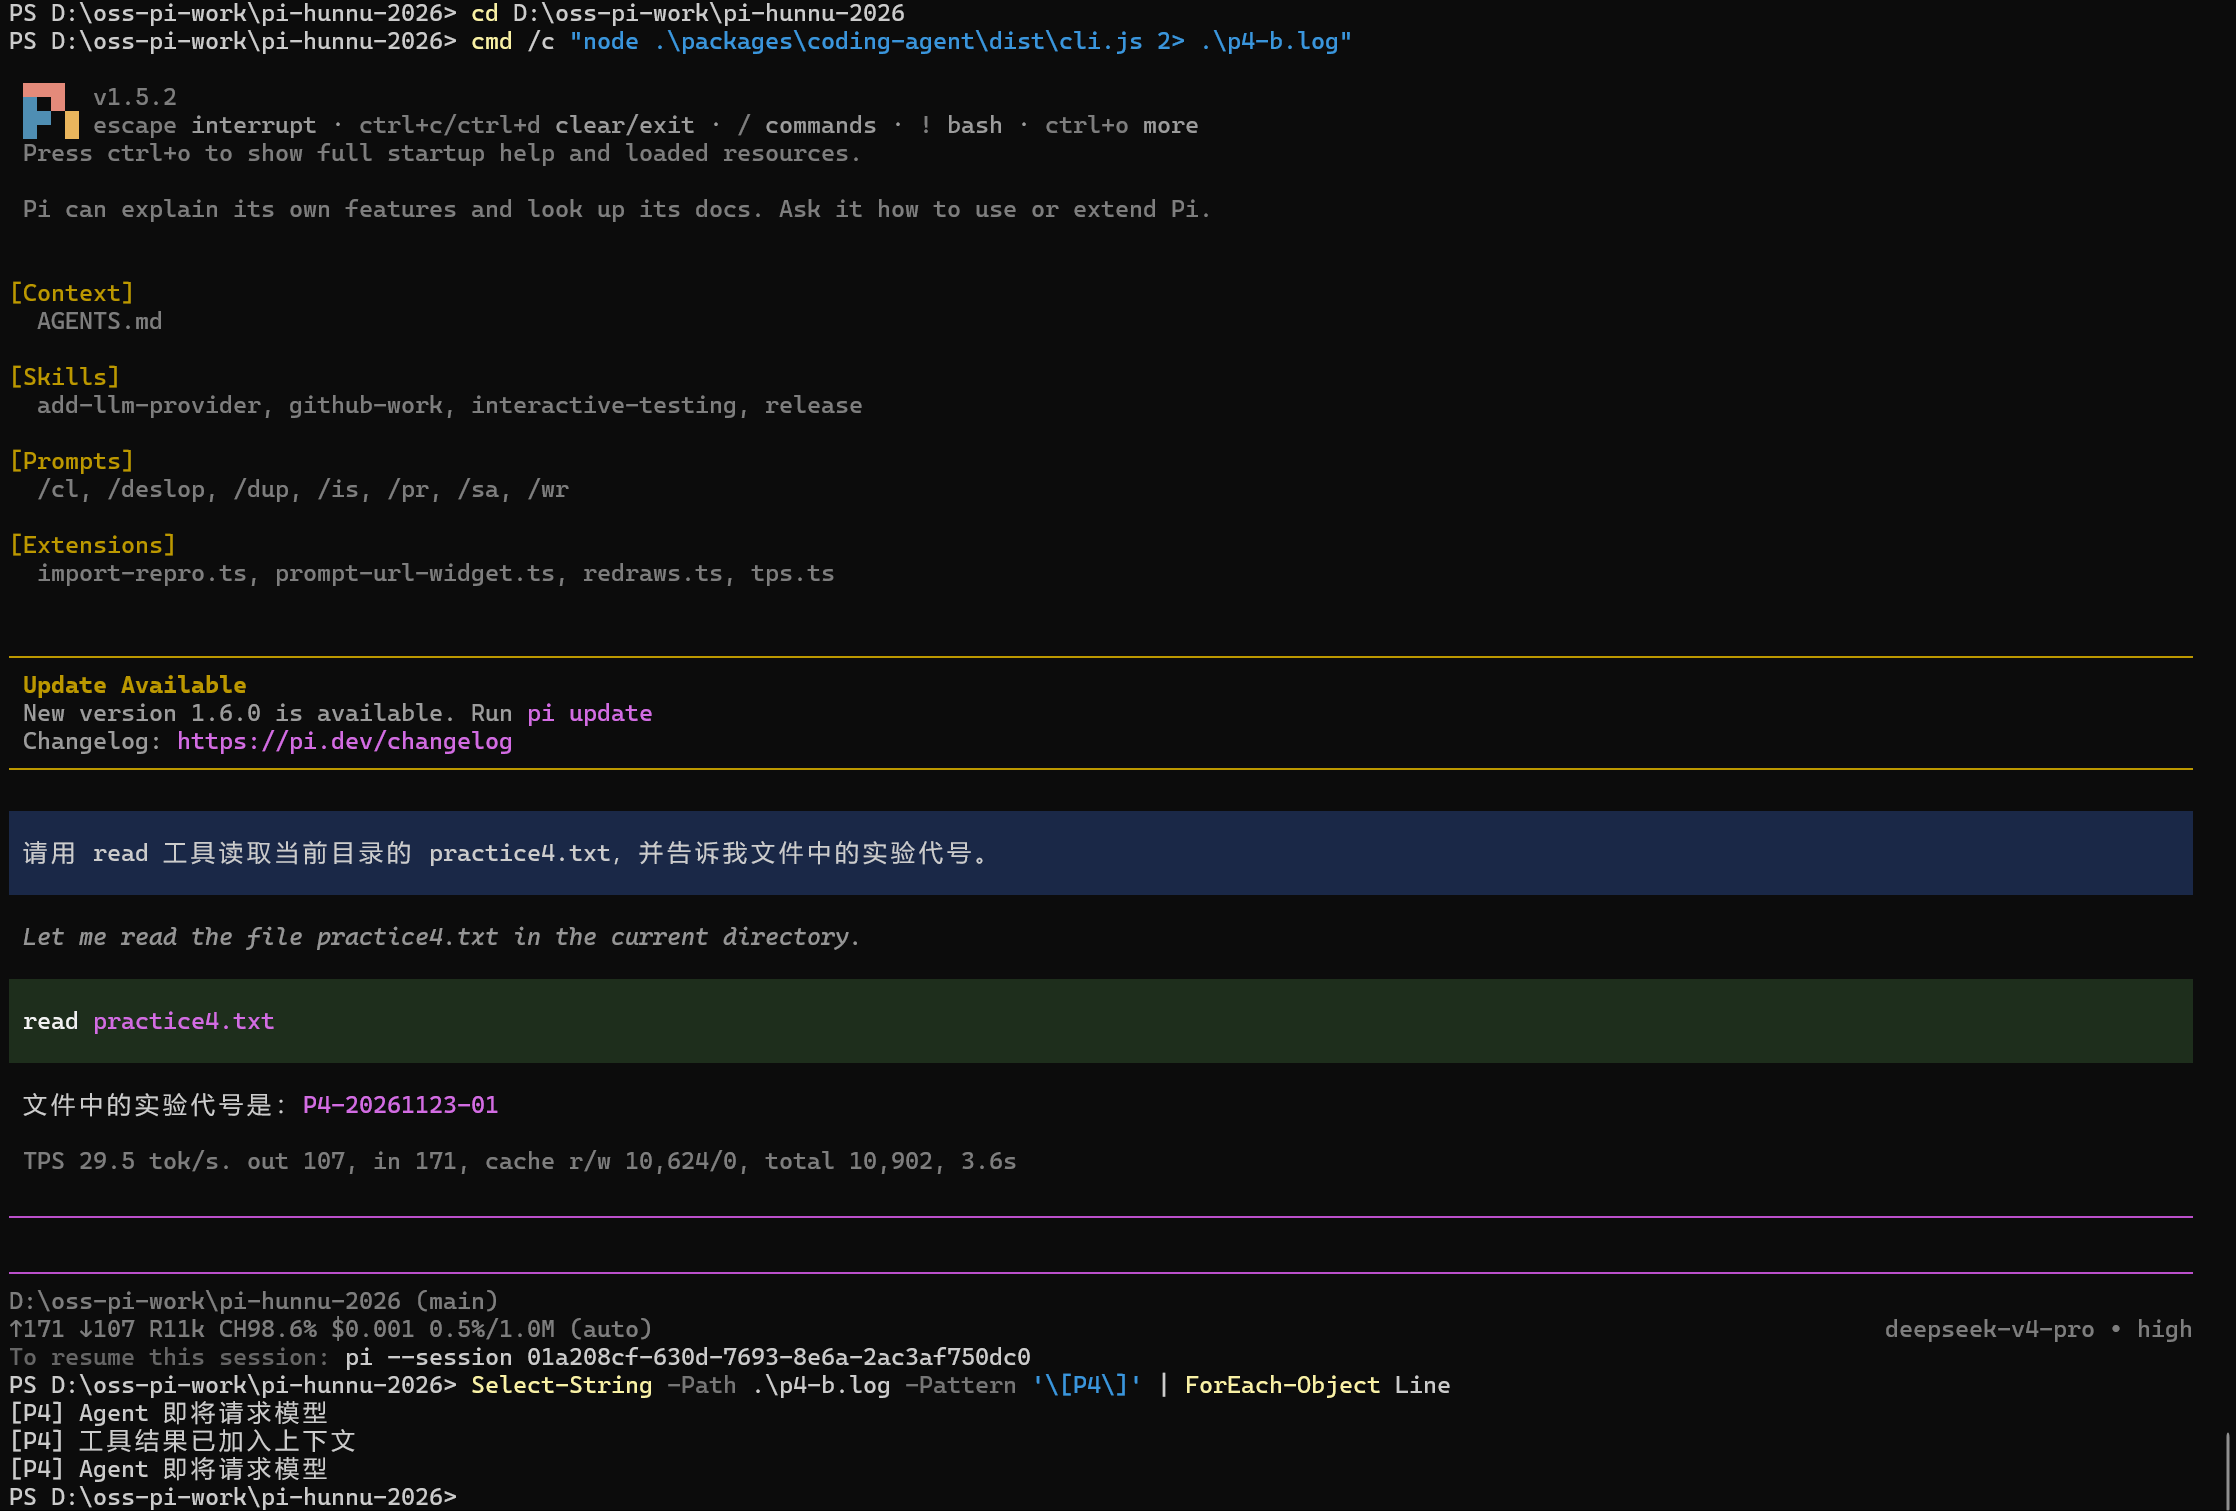 PS D:\oss-pi-work\pi-hunnu-2026> cd D:\oss-pi-work\pi-hunnu-2026
PS D:\oss-pi-work\pi-hunnu-2026> cmd /c "node .\packages\coding-agent\dist\cli.js 2> .\p4-b.log"
v1.5.2
escape interrupt · ctrl+c/ctrl+d clear/exit · / commands · ! bash · ctrl+o more
Press ctrl+o to show full startup help and loaded resources.
Pi can explain its own features and look up its docs. Ask it how to use or extend Pi.
[Context]
AGENTS.md
[Skills]
add-llm-provider, github-work, interactive-testing, release
[Prompts]
/cl, /deslop, /dup, /is, /pr, /sa, /wr
[Extensions]
import-repro.ts, prompt-url-widget.ts, redraws.ts, tps.ts
Update Available
New version 1.6.0 is available. Run pi update
Changelog: https://pi.dev/changelog
请用 read 工具读取当前目录的 practice4.txt, 并告诉我文件中的实验代号。
Let me read the file practice4.txt in the current directory.
read practice4.txt
文件中的实验代号是: P4-20261123-01
TPS 29.5 tok/s. out 107, in 171, cache r/w 10,624/0, total 10,902, 3.6s
D:\oss-pi-work\pi-hunnu-2026 (main)
↑171 ↓107 R11k CH98.6% $0.001 0.5%/1.0M (auto) deepseek-v4-pro • high
To resume this session: pi --session 01a208cf-630d-7693-8e6a-2ac3af750dc0
PS D:\oss-pi-work\pi-hunnu-2026> Select-String -Path .\p4-b.log -Pattern '\[P4\]' | ForEach-Object Line
[P4] Agent 即将请求模型
[P4] 工具结果已加入上下文
[P4] Agent 即将请求模型
PS D:\oss-pi-work\pi-hunnu-2026>